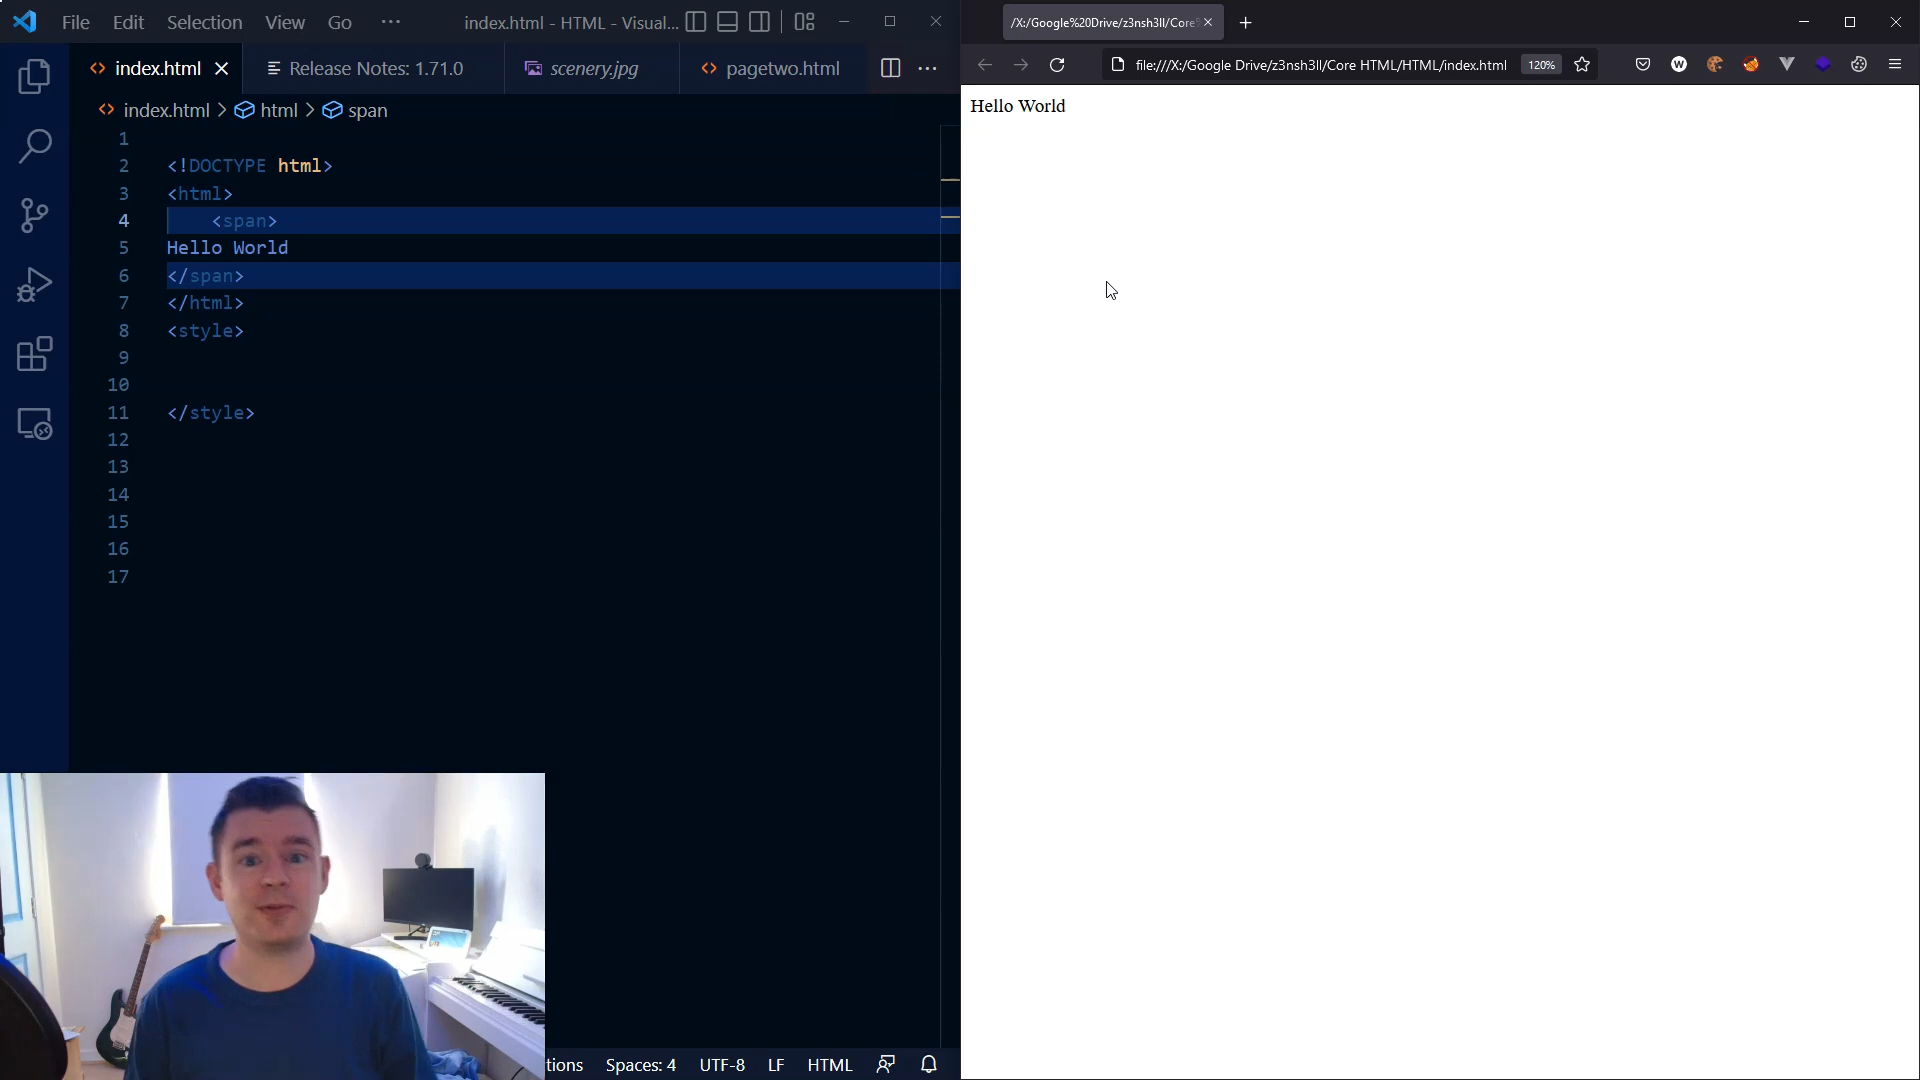 File Edit Selection View Go ··· index.html - HTML - Visual...
index.html Release Notes: 1.71.0 scenery.jpg pagetwo.html
index.html > html > span
1
2 <!DOCTYPE html>
3 <html>
4 <span>
5 Hello World
6 </span>
7 </html>
8 <style>
9
10
11 </style>
12
13
14
15
16
17
tions Spaces: 4 UTF-8 LF HTML
/X:/Google%20Drive/z3nsh3ll/Core%
file:///X:/Google Drive/z3nsh3ll/Core HTML/HTML/index.html 120%
Hello World